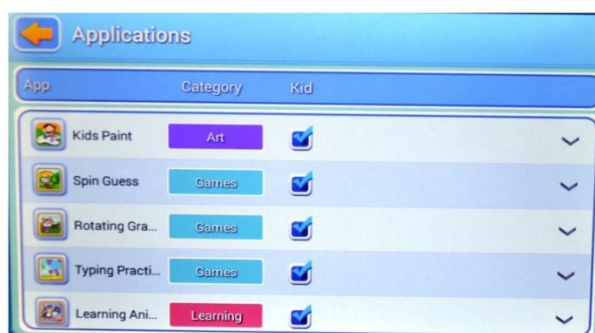 Applications
App Category Kid
Kids Paint Art
Spin Guess Games
Rotating Gra... Games
Typing Practi... Games
Learning Ani... Learning